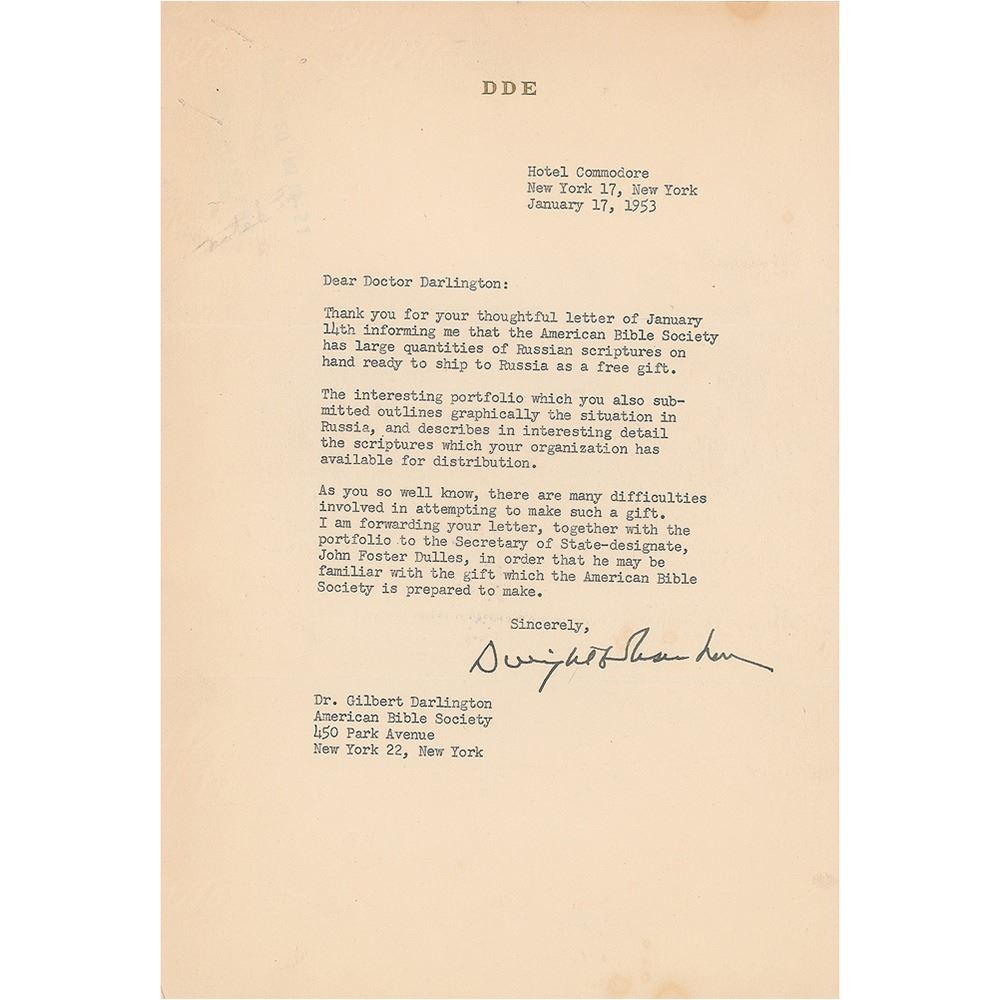 DDE
Hotel Commodore
New York 17, New York
January 17, 1953
Dear Doctor Darlington:
Thank you for your thoughtful letter of January
14th informing me that the American Bible Society
has large quantities of Russian scriptures on
hand ready to ship to Russia as a free gift.
The interesting portfolio which you also sub-
mitted outlines graphically the situation in
Russia, and describes in interesting detail
the scriptures which your organization has
available for distribution.
As you so well know, there are many difficulties
involved in attempting to make such a gift.
I am forwarding your letter, together with the
portfolio to the Secretary of State-designate,
John Foster Dulles, in order that he may be
familiar with the gift which the American Bible
Society is prepared to make.
Sincerely,
Dwight D Eisenhower
Dr. Gilbert Darlington
American Bible Society
450 Park Avenue
New York 22, New York